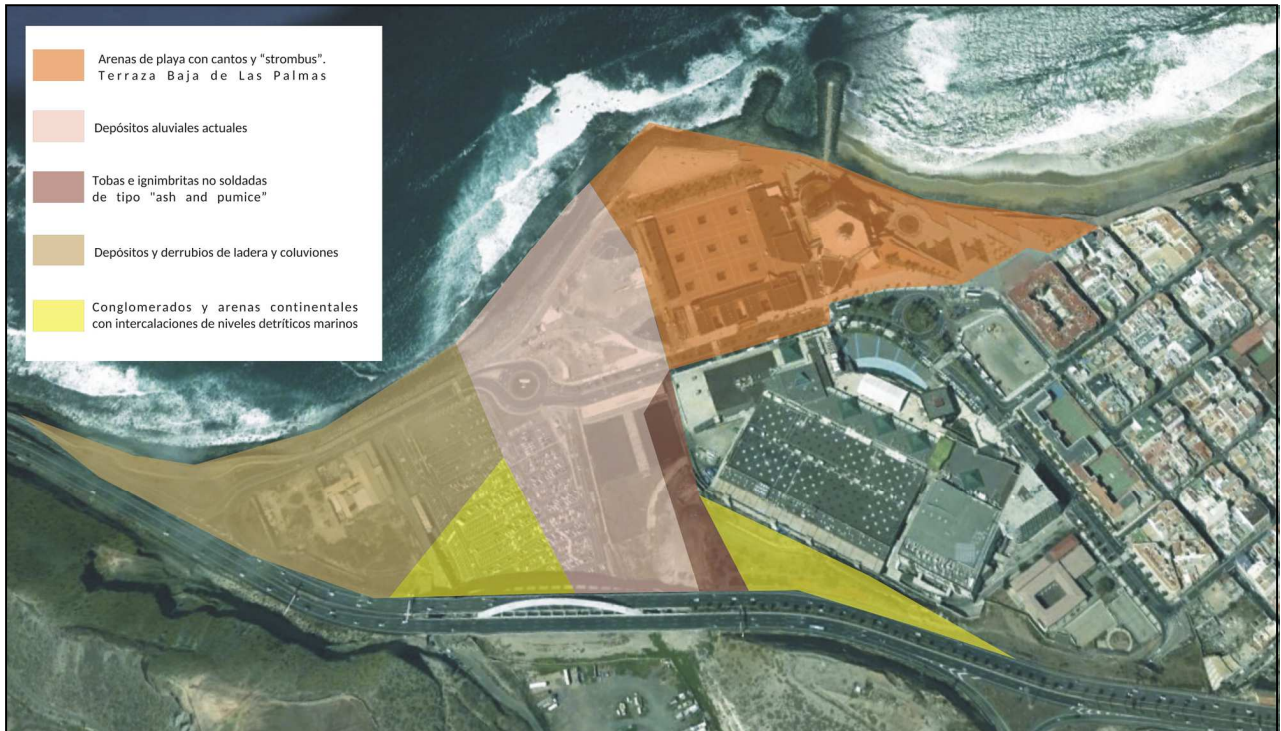 Arenas de playa con cantos y “strombus”.
Terraza Baja de Las Palmas
Depósitos aluviales actuales
Tobas e ignimbritas no soldadas
de tipo “ash and pumice”
Depósitos y derrubios de ladera y coluviones
Conglomerados y arenas continentales
con intercalaciones de niveles detríticos marinos